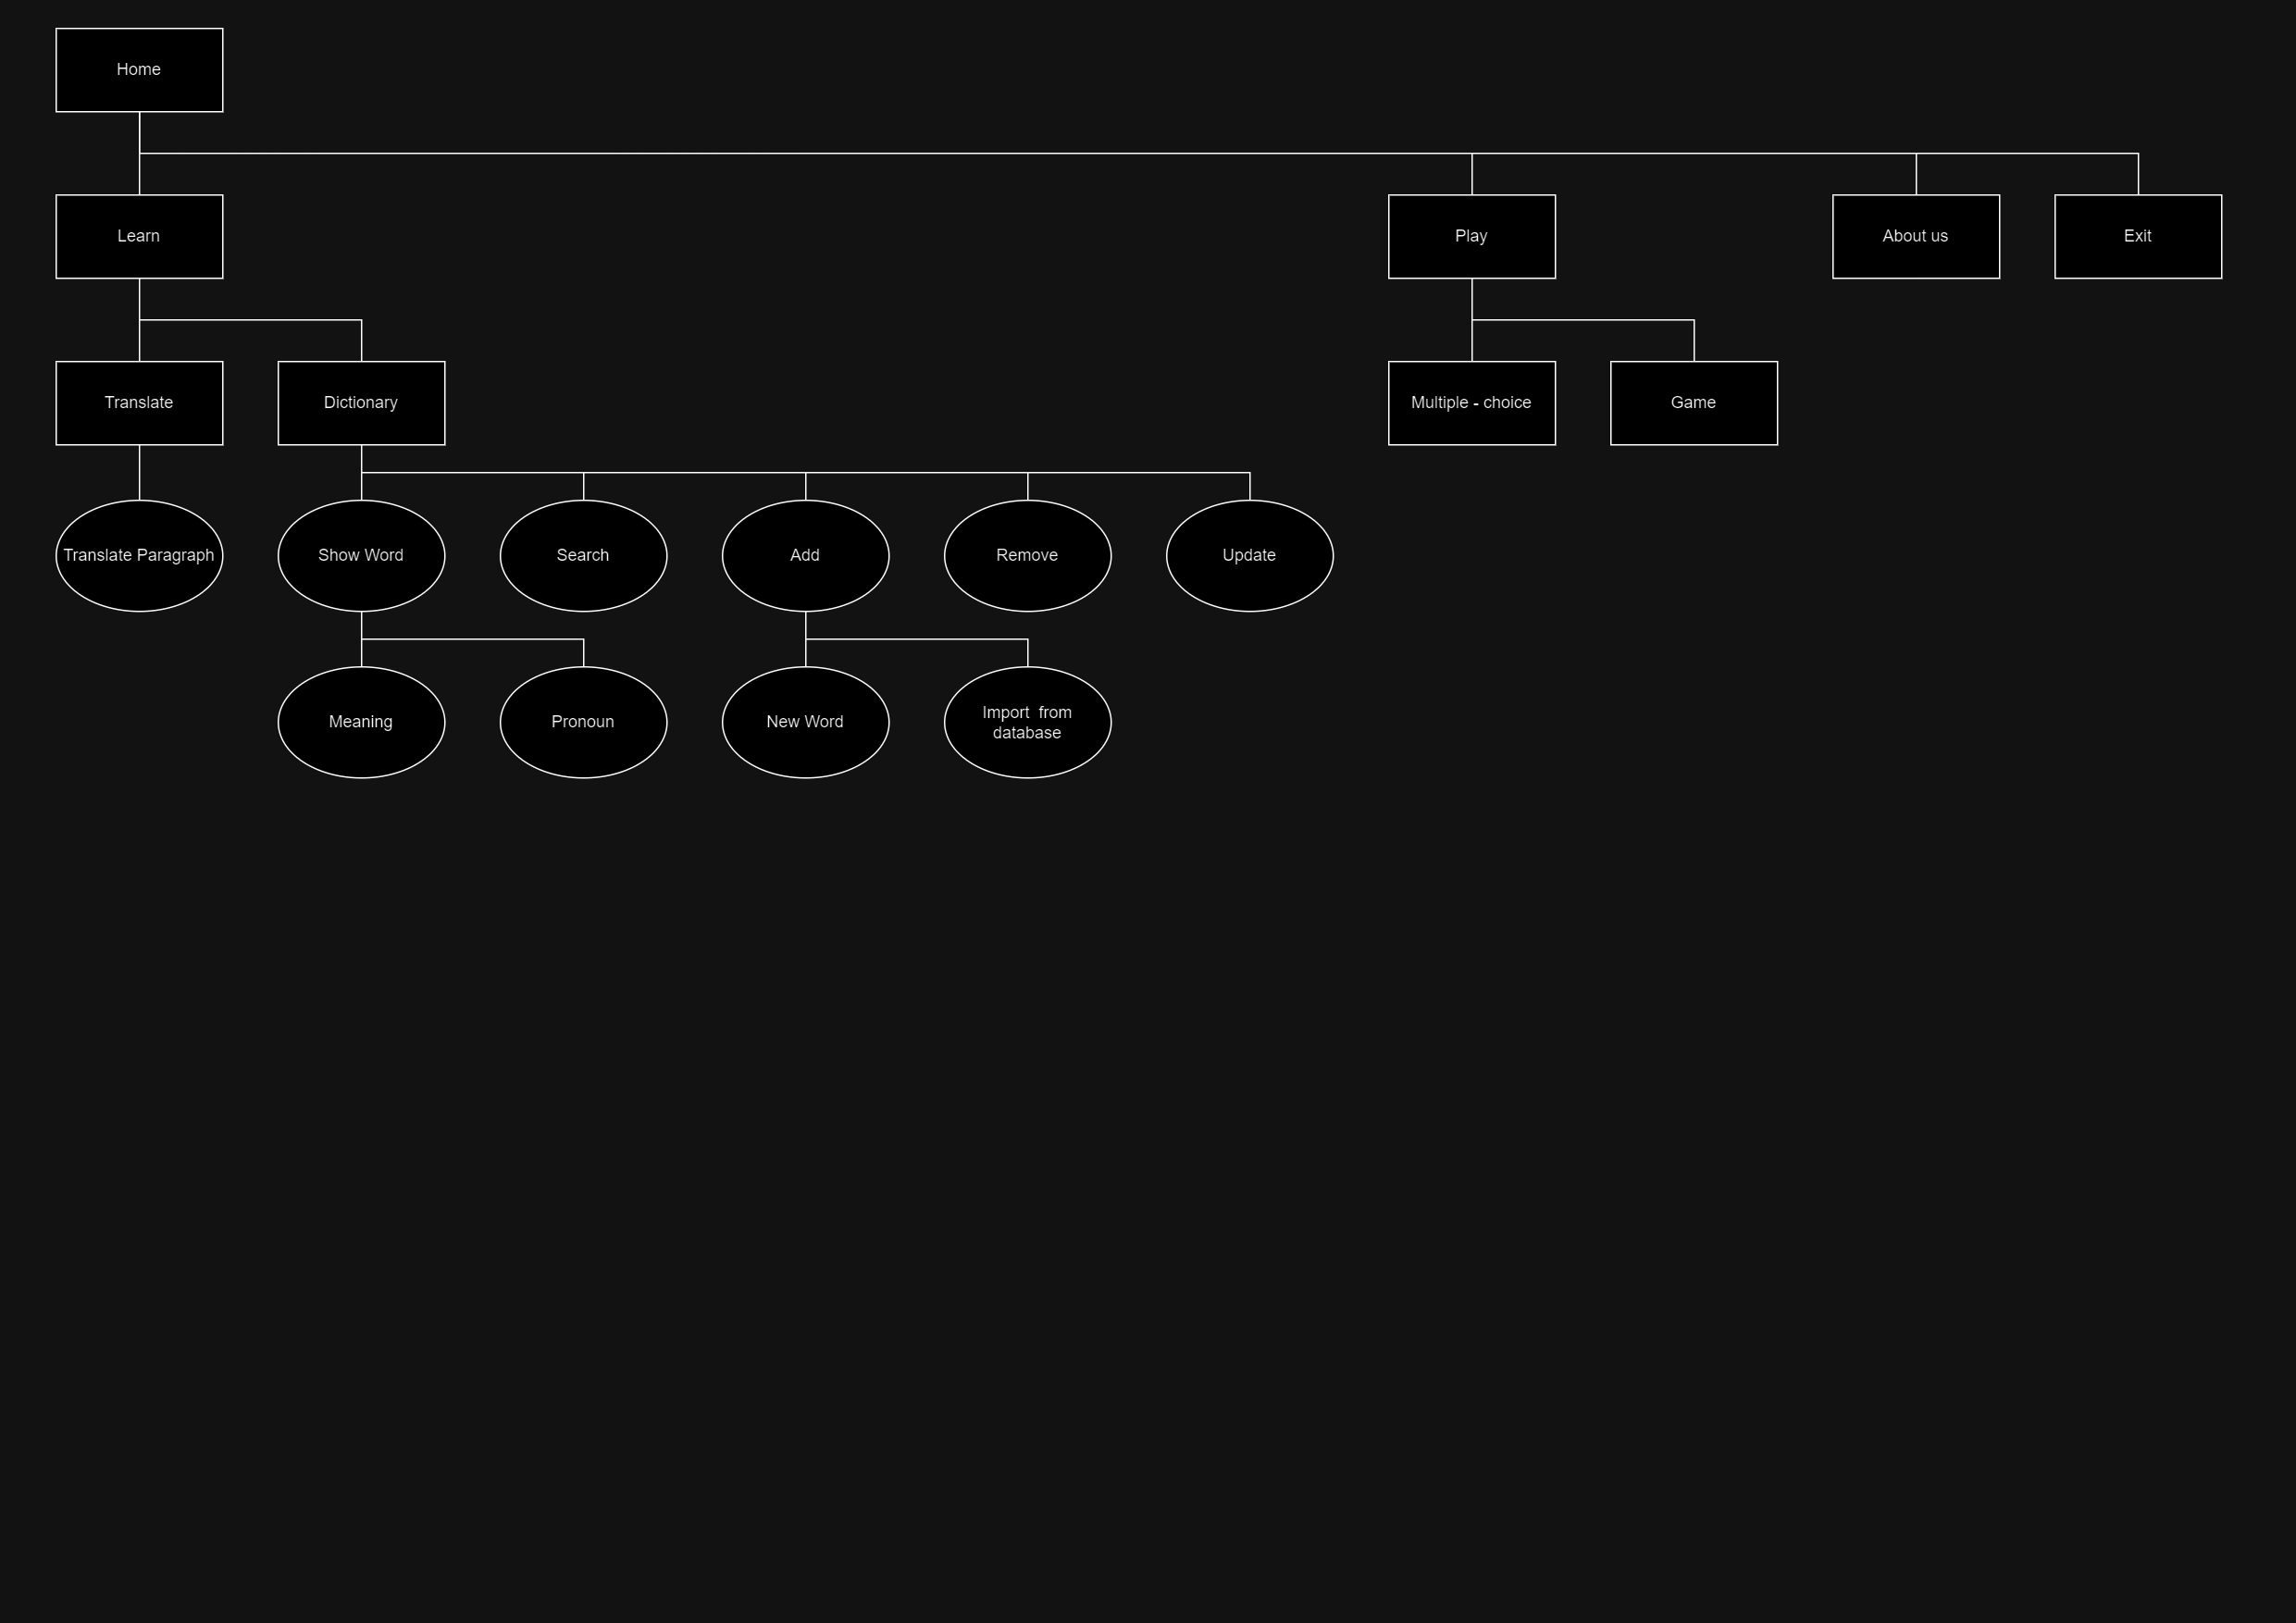 Home
Learn
Play
About us
Exit
Translate
Dictionary
Multiple - choice
Game
Translate Paragraph
Show Word
Search
Add
Remove
Update
Meaning
Pronoun
New Word
Import  from
database